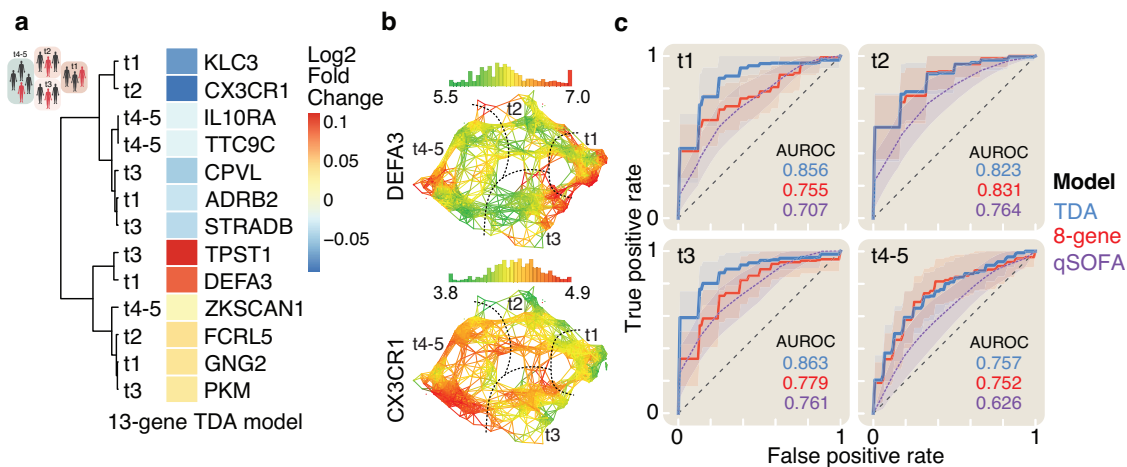 a
t4-5
t2
t1
t3
t1 KLC3
t2 CX3CR1
t4-5 IL10RA
t4-5 TTC9C
t3 CPVL
t1 ADRB2
t3 STRADB
t3 TPST1
t1 DEFA3
t4-5 ZKSCAN1
t2 FCRL5
t1 GNG2
t3 PKM
13-gene TDA model
Log2
Fold
Change
0.1
0.05
0
−0.05
b
5.5 7.0
DEFA3
t2
t1
t4-5
t3
3.8 4.9
CX3CR1
t2
t1
t4-5
t3
c
True positive rate
False positive rate
1
0
t1
AUROC
0.856
0.755
0.707
t2
AUROC
0.823
0.831
0.764
1
0
t3
AUROC
0.863
0.779
0.761
t4-5
AUROC
0.757
0.752
0.626
0 1
0 1
Model
TDA
8-gene
qSOFA